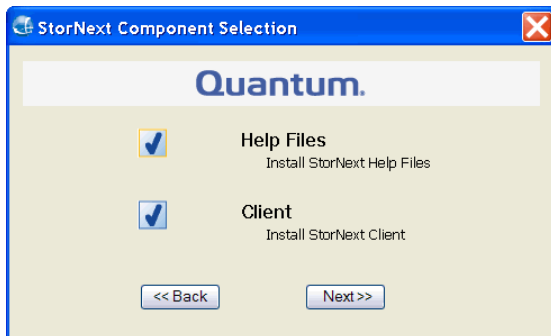 StorNext Component Selection
Quantum.
Help Files
Install StorNext Help Files
Client
Install StorNext Client
<< Back
Next >>